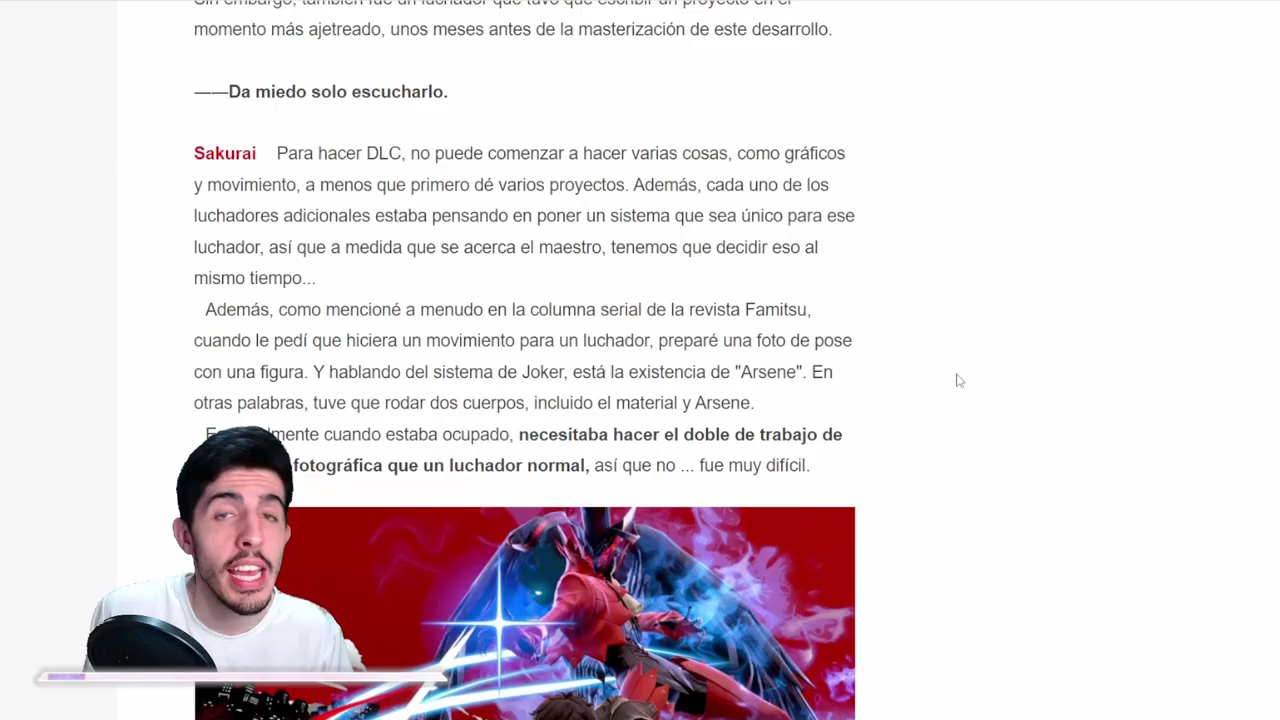 Sin embargo, también fue un luchador que tuvo que escribir un proyecto en el
momento más ajetreado, unos meses antes de la masterización de este desarrollo.
——Da miedo solo escucharlo.
Sakurai Para hacer DLC, no puede comenzar a hacer varias cosas, como gráficos
y movimiento, a menos que primero dé varios proyectos. Además, cada uno de los
luchadores adicionales estaba pensando en poner un sistema que sea único para ese
luchador, así que a medida que se acerca el maestro, tenemos que decidir eso al
mismo tiempo...
Además, como mencioné a menudo en la columna serial de la revista Famitsu,
cuando le pedí que hiciera un movimiento para un luchador, preparé una foto de pose
con una figura. Y hablando del sistema de Joker, está la existencia de "Arsene". En
otras palabras, tuve que rodar dos cuerpos, incluido el material y Arsene.
cuando estaba ocupado, necesitaba hacer el doble de trabajo de
fotográfica que un luchador normal, así que no ... fue muy difícil.